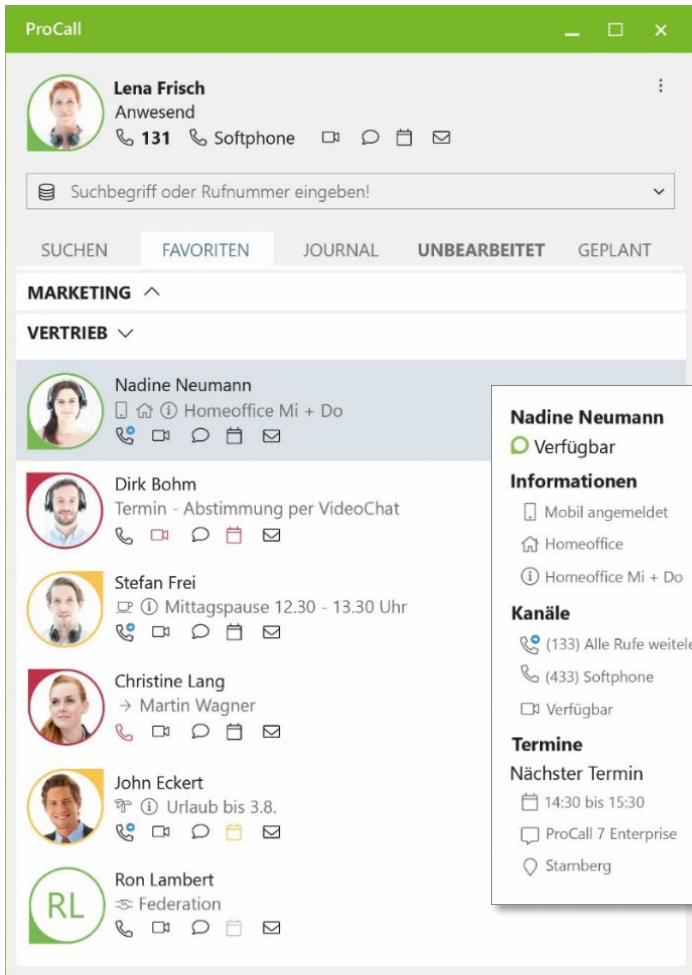 ProCall
Lena Frisch
Anwesend
131 Softphone
Suchbegriff oder Rufnummer eingeben!
SUCHEN FAVORITEN JOURNAL UNBEARBEITET GEPLANT
MARKETING
VERTRIEB
Nadine Neumann
Homeoffice Mi + Do
Dirk Bohm
Termin - Abstimmung per VideoChat
Stefan Frei
Mittagspause 12.30 - 13.30 Uhr
Christine Lang
→ Martin Wagner
John Eckert
Urlaub bis 3.8.
RL
Ron Lambert
Federation
Nadine Neumann
Verfügbar
Informationen
Mobil angemeldet
Homeoffice
Homeoffice Mi + Do
Kanäle
(133) Alle Rufe weitele
(433) Softphone
Verfügbar
Termine
Nächster Termin
14:30 bis 15:30
ProCall 7 Enterprise
Starnberg